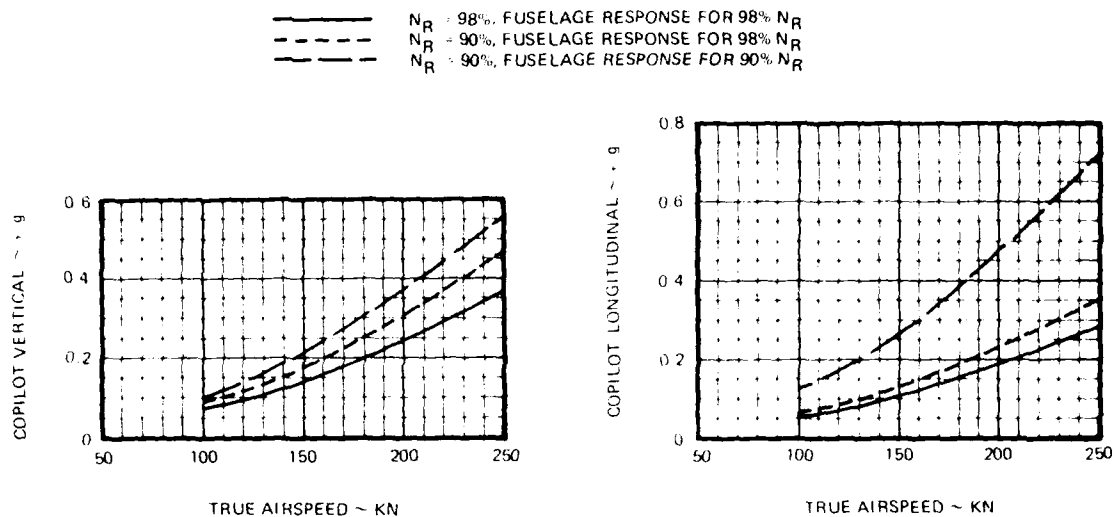 N_R = 98%, FUSELAGE RESPONSE FOR 98% N_R
N_R = 90%, FUSELAGE RESPONSE FOR 98% N_R
N_R = 90%, FUSELAGE RESPONSE FOR 90% N_R
COPILOT VERTICAL ~ + g
0.6
0.4
0.2
0
50
100
150
200
250
TRUE AIRSPEED ~ KN
COPILOT LONGITUDINAL ~ + g
0.8
0.6
0.4
0.2
0
50
100
150
200
250
TRUE AIRSPEED ~ KN